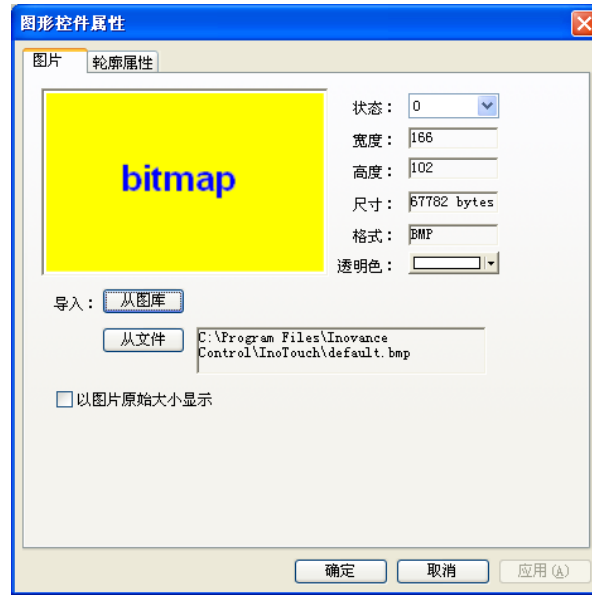 图形控件属性
图片
轮廓属性
bitmap
状态： 0
宽度： 166
高度： 102
尺寸： 67782 bytes
格式： BMP
透明色：
导入： 从图库
从文件 C:\Program Files\Inovance
Control\InoTouch\default.bmp
以图片原始大小显示
确定 取消 应用(A)